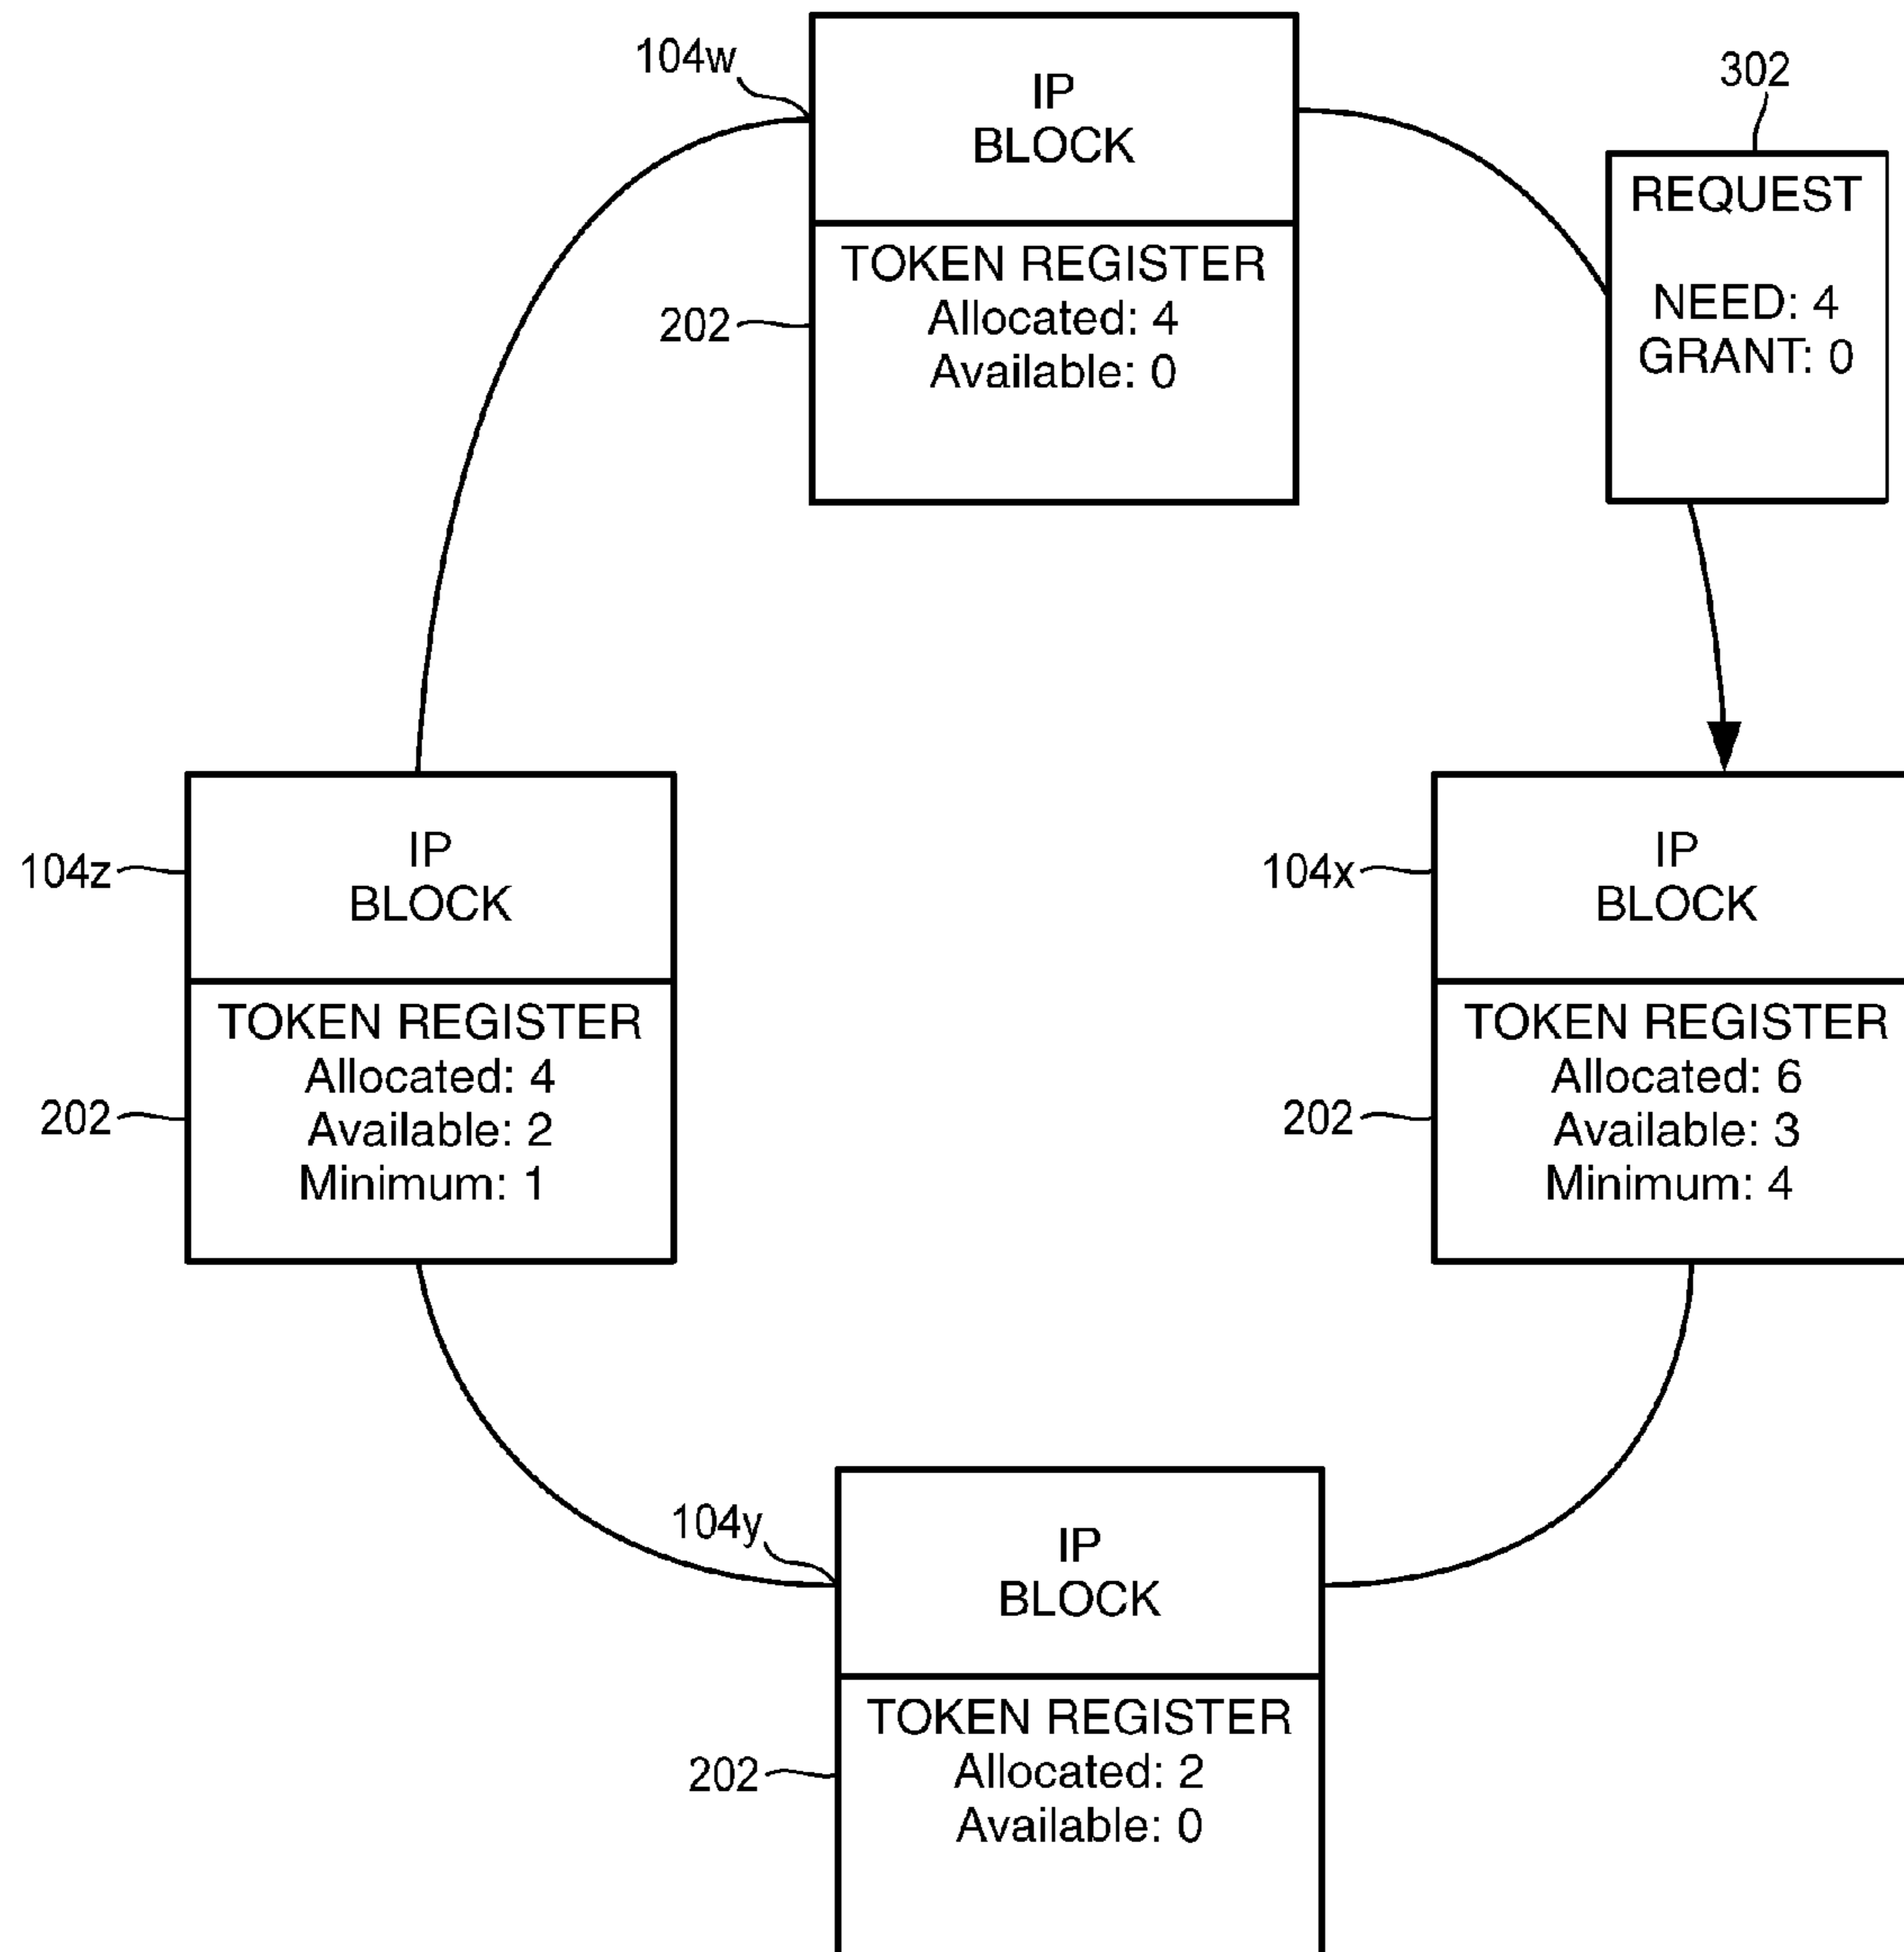 104w
IP
BLOCK
TOKEN REGISTER
202
Allocated: 4
Available: 0
302
REQUEST
NEED: 4
GRANT: 0
104z
IP
BLOCK
TOKEN REGISTER
Allocated: 4
202
Available: 2
Minimum: 1
104x
IP
BLOCK
TOKEN REGISTER
Allocated: 6
202
Available: 3
Minimum: 4
104y
IP
BLOCK
TOKEN REGISTER
202
Allocated: 2
Available: 0